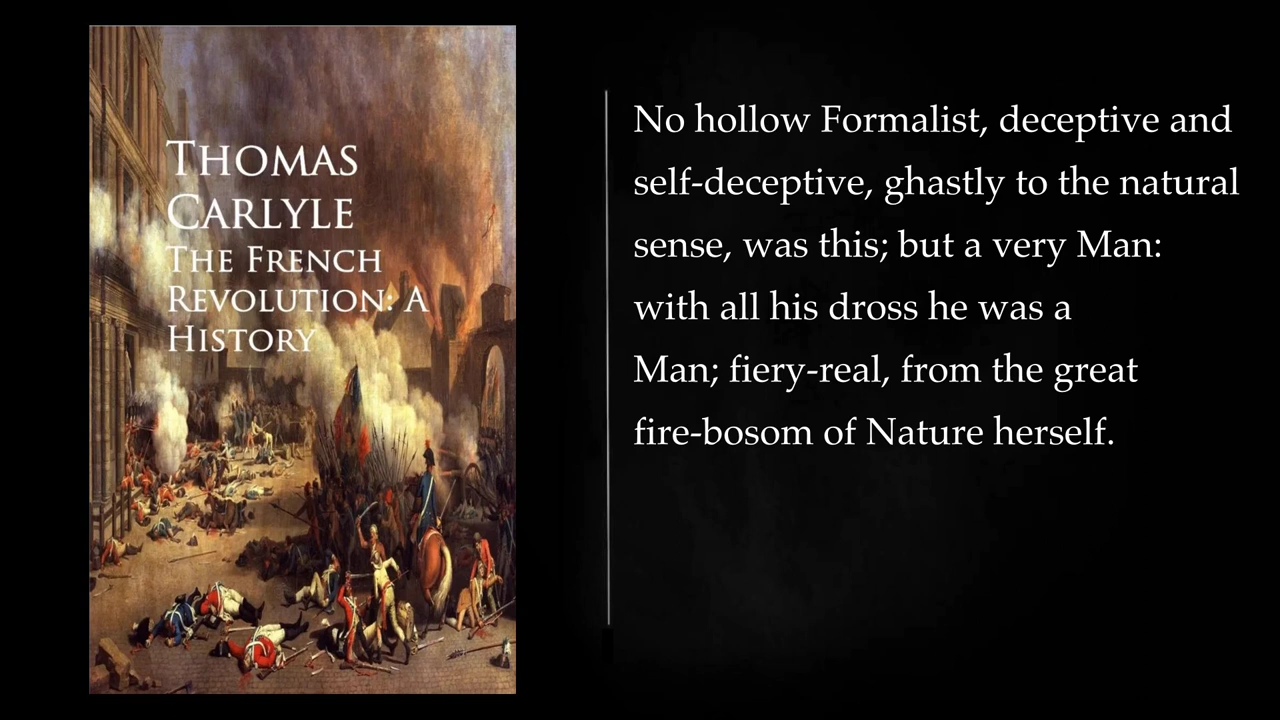 THOMAS
CARLYLE
THE FRENCH
REVOLUTION: A
HISTORY
No hollow Formalist, deceptive and
self-deceptive, ghastly to the natural
sense, was this; but a very Man:
with all his dross he was a
Man; fiery-real, from the great
fire-bosom of Nature herself.